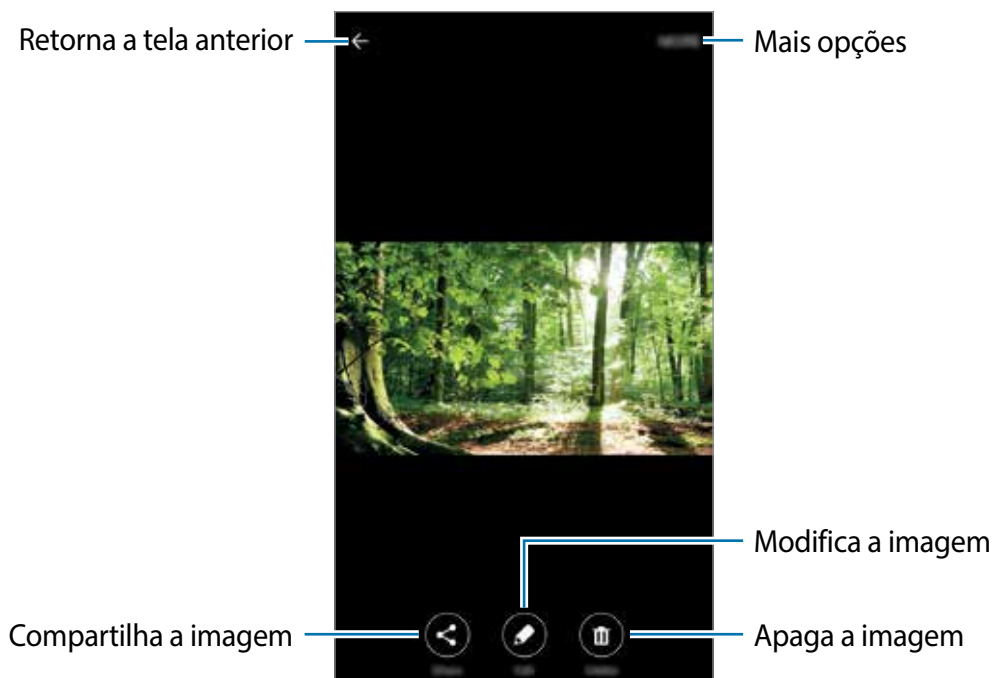 Retorna a tela anterior
Mais opções
Modifica a imagem
Compartilha a imagem
Apaga a imagem